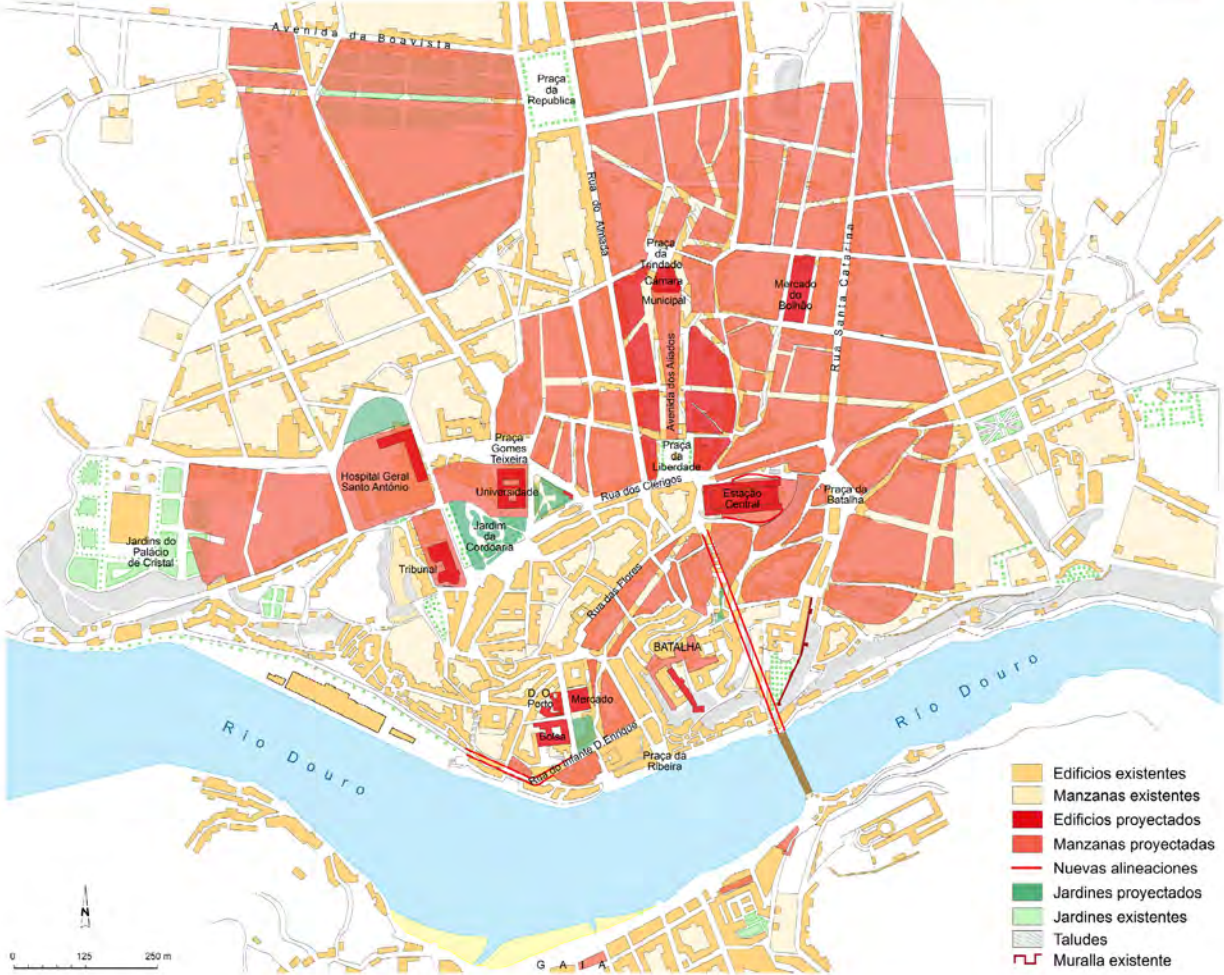 Avenida da Boavista
Praça
da
Republica
Rua do Almada
Rua Santa Catarina
Praça
da
Trindade
Câmara
Municipal
Mercado
do
Bolhão
Avenida dos Aliados
Praça
da
Liberdade
Praça
Gomes
Teixeira
Hospital Geral
Santo António
Universidade
Rua dos Clerigos
Estação
Central
Praça da
Batalha
Jardim
da
Cordoaria
Jardins do
Palácio
de Cristal
Tribunal
Rua das Flores
BATALHA
D. O.
Porto
Mercado
Bolsa
Rua do Infante D.Enrique
Praça da
Ribeira
Río Douro
Río Douro
GAIA
N
0 125 250 m
Edificios existentes
Manzanas existentes
Edificios proyectados
Manzanas proyectadas
Nuevas alineaciones
Jardines proyectados
Jardines existentes
Taludes
Muralla existente